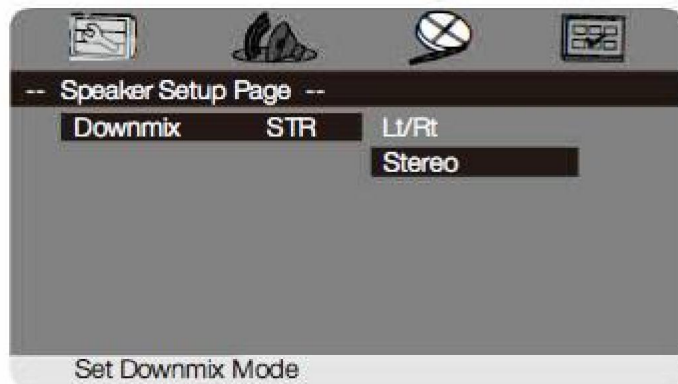 -- Speaker Setup Page --
Downmix STR Lt/Rt
Stereo
Set Downmix Mode